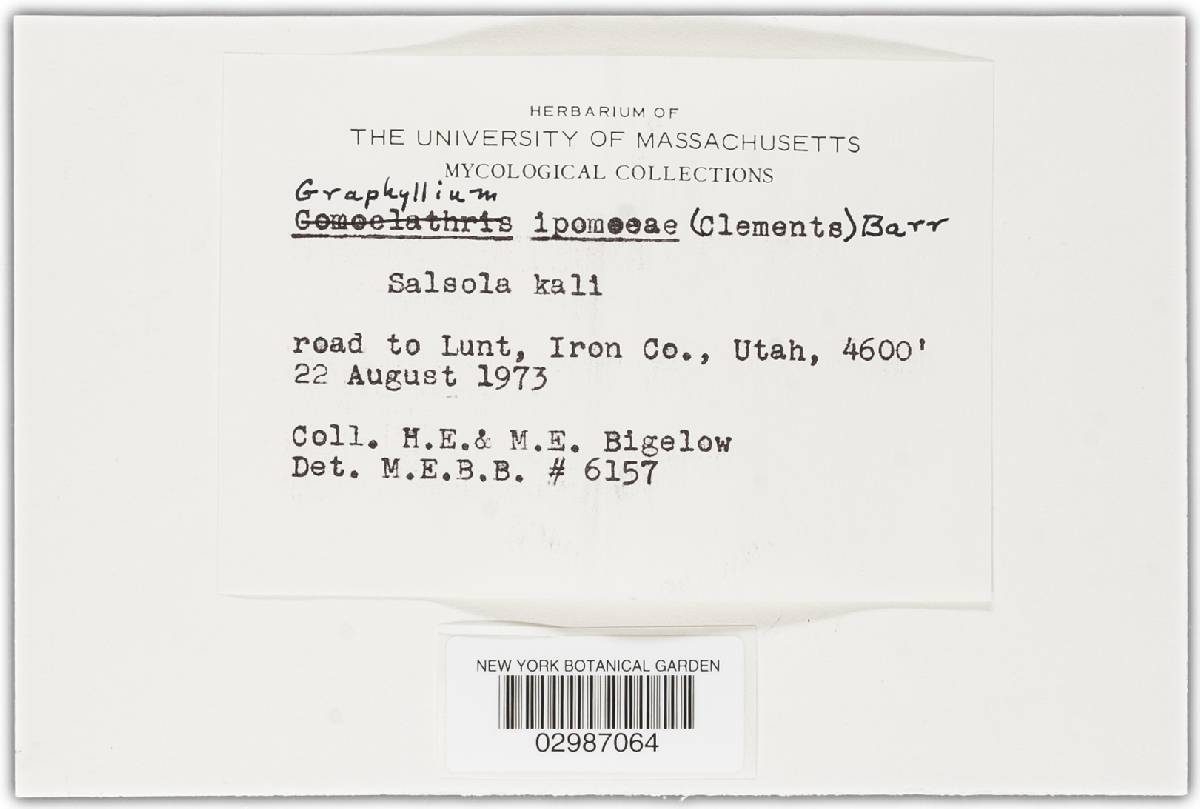 HERBARIUM OF
THE UNIVERSITY OF MASSACHUSETTS
MYCOLOGICAL COLLECTIONS
Graphyllium
Comoclathris ipomoeae (Clements) Barr
Salsola kali
road to Lunt, Iron Co., Utah, 4600'
22 August 1973
Coll. H.E.& M.E. Bigelow
Det. M.E.B.B. # 6157
NEW YORK BOTANICAL GARDEN
02987064